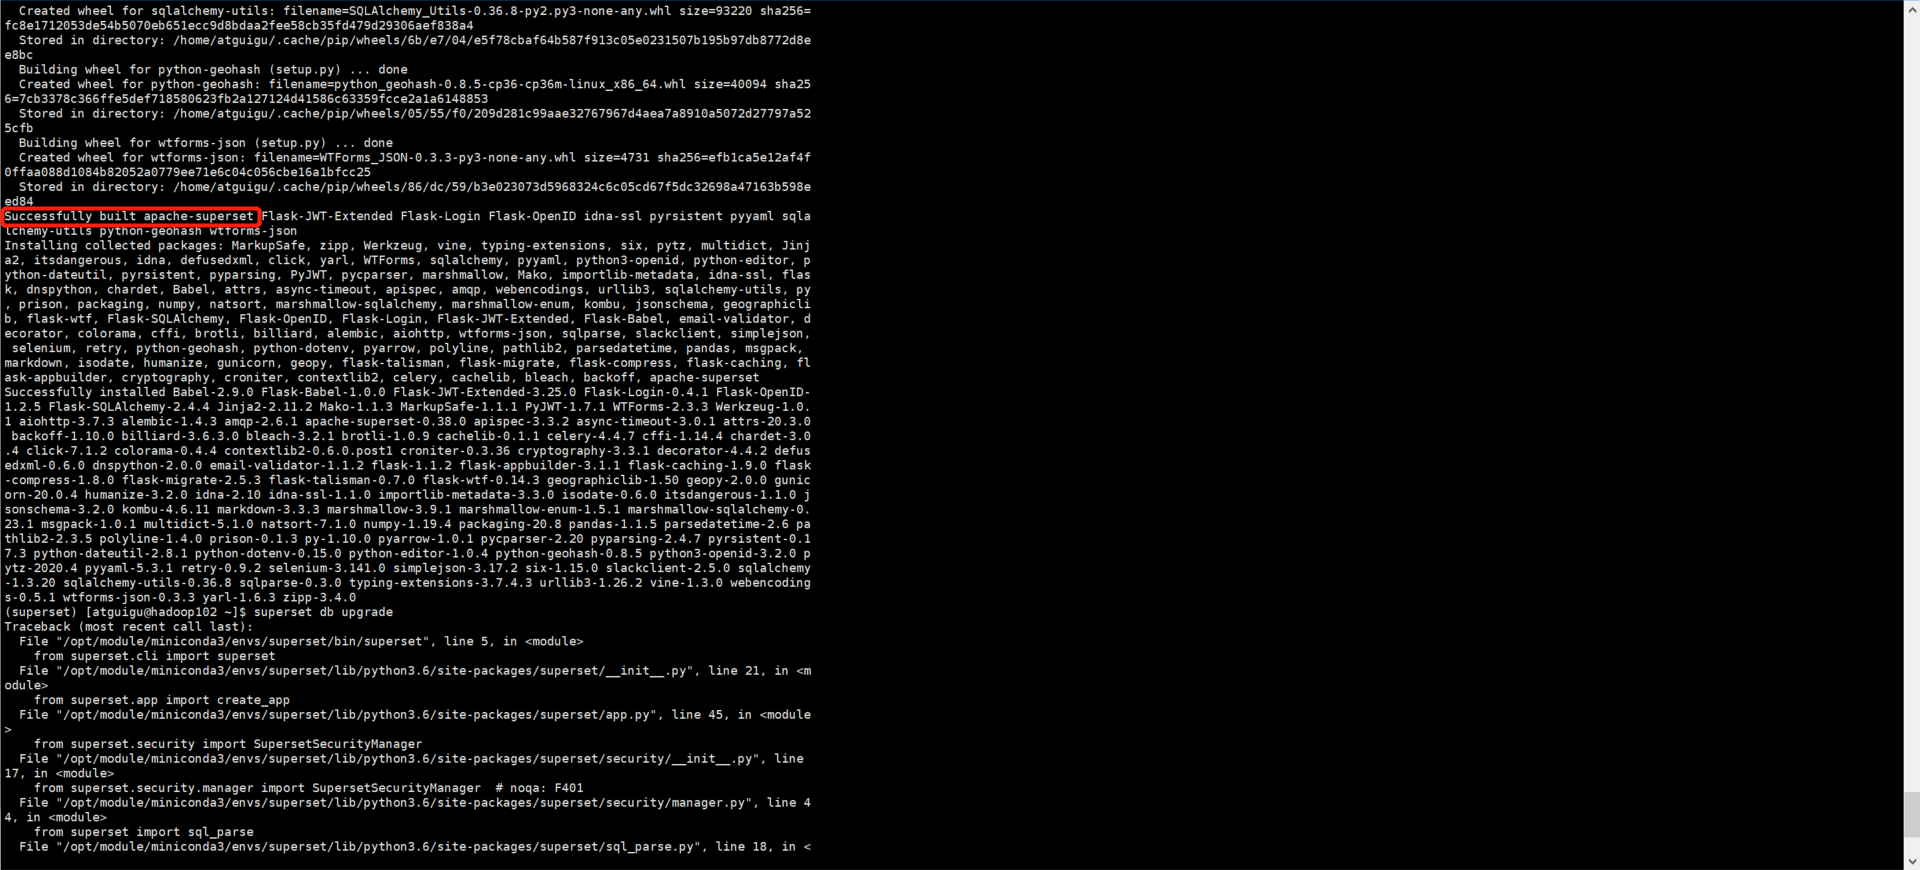 Created wheel for sqlalchemy-utils: filename=SQLAlchemy_Utils-0.36.8-py2.py3-none-any.whl size=93220 sha256=
fc8e1712053de54b5070eb651ecc9d8bdaa2fee58cb35fd479d29306aef838a4
  Stored in directory: /home/atguigu/.cache/pip/wheels/6b/e7/04/e5f78cbaf64b587f913c05e0231507b195b97db8772d8e
e8bc
  Building wheel for python-geohash (setup.py) ... done
  Created wheel for python-geohash: filename=python_geohash-0.8.5-cp36-cp36m-linux_x86_64.whl size=40094 sha25
6=7cb3378c366ffe5def718580623fb2a127124d41586c63359fcce2a1a6148853
  Stored in directory: /home/atguigu/.cache/pip/wheels/05/55/f0/209d281c99aae32767967d4aea7a8910a5072d27797a52
5cfb
  Building wheel for wtforms-json (setup.py) ... done
  Created wheel for wtforms-json: filename=WTForms_JSON-0.3.3-py3-none-any.whl size=4731 sha256=efb1ca5e12af4f
0ffaa088d1084b82052a0779ee71e6c04c056cbe16a1bfcc25
  Stored in directory: /home/atguigu/.cache/pip/wheels/86/dc/59/b3e023073d5968324c6c05cd67f5dc32698a47163b598e
ed84
Successfully built apache-superset Flask-JWT-Extended Flask-Login Flask-OpenID idna-ssl pyrsistent pyyaml sqla
lchemy-utils python-geohash wtforms-json
Installing collected packages: MarkupSafe, zipp, Werkzeug, vine, typing-extensions, six, pytz, multidict, Jinj
a2, itsdangerous, idna, defusedxml, click, yarl, WTForms, sqlalchemy, pyyaml, python3-openid, python-editor, p
ython-dateutil, pyrsistent, pyparsing, PyJWT, pycparser, marshmallow, Mako, importlib-metadata, idna-ssl, flas
k, dnspython, chardet, Babel, attrs, async-timeout, apispec, amqp, webencodings, urllib3, sqlalchemy-utils, py
, prison, packaging, numpy, natsort, marshmallow-sqlalchemy, marshmallow-enum, kombu, jsonschema, geographicli
b, flask-wtf, Flask-SQLAlchemy, Flask-OpenID, Flask-Login, Flask-JWT-Extended, Flask-Babel, email-validator, d
ecorator, colorama, cffi, brotli, billiard, alembic, aiohttp, wtforms-json, sqlparse, slackclient, simplejson,
 selenium, retry, python-geohash, python-dotenv, pyarrow, polyline, pathlib2, parsedatetime, pandas, msgpack,
markdown, isodate, humanize, gunicorn, geopy, flask-talisman, flask-migrate, flask-compress, flask-caching, fl
ask-appbuilder, cryptography, croniter, contextlib2, celery, cachelib, bleach, backoff, apache-superset
Successfully installed Babel-2.9.0 Flask-Babel-1.0.0 Flask-JWT-Extended-3.25.0 Flask-Login-0.4.1 Flask-OpenID-
1.2.5 Flask-SQLAlchemy-2.4.4 Jinja2-2.11.2 Mako-1.1.3 MarkupSafe-1.1.1 PyJWT-1.7.1 WTForms-2.3.3 Werkzeug-1.0.
1 aiohttp-3.7.3 alembic-1.4.3 amqp-2.6.1 apache-superset-0.38.0 apispec-3.3.2 async-timeout-3.0.1 attrs-20.3.0
 backoff-1.10.0 billiard-3.6.3.0 bleach-3.2.1 brotli-1.0.9 cachelib-0.1.1 celery-4.4.7 cffi-1.14.4 chardet-3.0
.4 click-7.1.2 colorama-0.4.4 contextlib2-0.6.0.post1 croniter-0.3.36 cryptography-3.3.1 decorator-4.4.2 defus
edxml-0.6.0 dnspython-2.0.0 email-validator-1.1.2 flask-1.1.2 flask-appbuilder-3.1.1 flask-caching-1.9.0 flask
-compress-1.8.0 flask-migrate-2.5.3 flask-talisman-0.7.0 flask-wtf-0.14.3 geographiclib-1.50 geopy-2.0.0 gunic
orn-20.0.4 humanize-3.2.0 idna-2.10 idna-ssl-1.1.0 importlib-metadata-3.3.0 isodate-0.6.0 itsdangerous-1.1.0 j
sonschema-3.2.0 kombu-4.6.11 markdown-3.3.3 marshmallow-3.9.1 marshmallow-enum-1.5.1 marshmallow-sqlalchemy-0.
23.1 msgpack-1.0.1 multidict-5.1.0 natsort-7.1.0 numpy-1.19.4 packaging-20.8 pandas-1.1.5 parsedatetime-2.6 pa
thlib2-2.3.5 polyline-1.4.0 prison-0.1.3 py-1.10.0 pyarrow-1.0.1 pycparser-2.20 pyparsing-2.4.7 pyrsistent-0.1
7.3 python-dateutil-2.8.1 python-dotenv-0.15.0 python-editor-1.0.4 python-geohash-0.8.5 python3-openid-3.2.0 p
ytz-2020.4 pyyaml-5.3.1 retry-0.9.2 selenium-3.141.0 simplejson-3.17.2 six-1.15.0 slackclient-2.5.0 sqlalchemy
-1.3.20 sqlalchemy-utils-0.36.8 sqlparse-0.3.0 typing-extensions-3.7.4.3 urllib3-1.26.2 vine-1.3.0 webencoding
s-0.5.1 wtforms-json-0.3.3 yarl-1.6.3 zipp-3.4.0
(superset) [atguigu@hadoop102 ~]$ superset db upgrade
Traceback (most recent call last):
  File "/opt/module/miniconda3/envs/superset/bin/superset", line 5, in <module>
    from superset.cli import superset
  File "/opt/module/miniconda3/envs/superset/lib/python3.6/site-packages/superset/__init__.py", line 21, in <m
odule>
    from superset.app import create_app
  File "/opt/module/miniconda3/envs/superset/lib/python3.6/site-packages/superset/app.py", line 45, in <module
>
    from superset.security import SupersetSecurityManager
  File "/opt/module/miniconda3/envs/superset/lib/python3.6/site-packages/superset/security/__init__.py", line
17, in <module>
    from superset.security.manager import SupersetSecurityManager  # noqa: F401
  File "/opt/module/miniconda3/envs/superset/lib/python3.6/site-packages/superset/security/manager.py", line 4
4, in <module>
    from superset import sql_parse
  File "/opt/module/miniconda3/envs/superset/lib/python3.6/site-packages/superset/sql_parse.py", line 18, in <